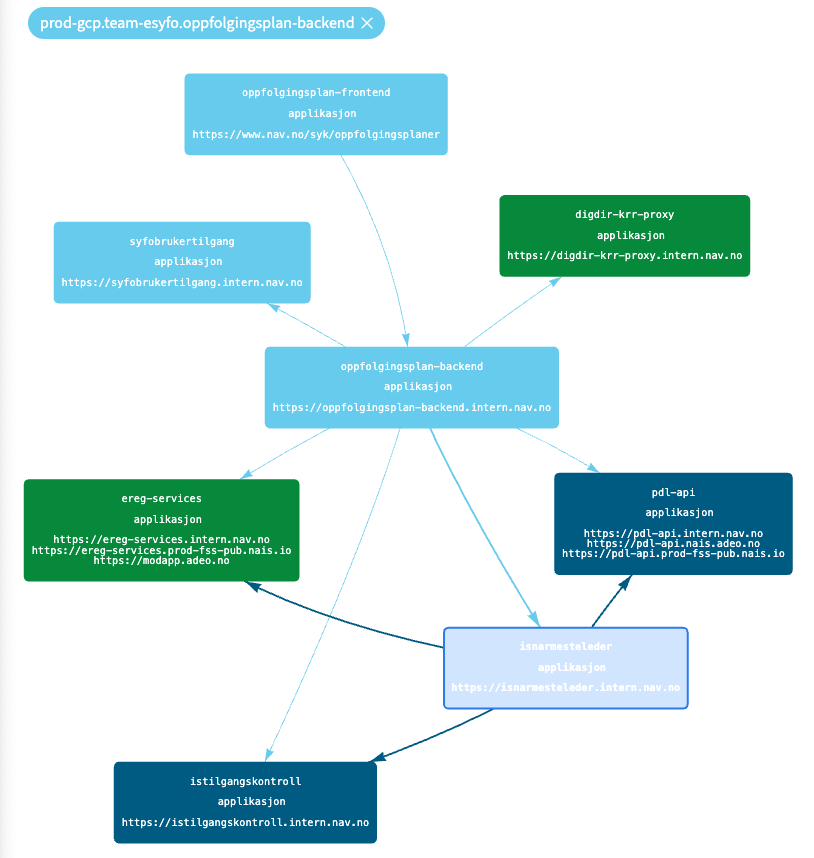 prod-gcp.team-esyfo.oppfolgingsplan-backend ×
oppfolgingsplan-frontend
applikasjon
https://www.nav.no/syk/oppfolgingsplaner
digdir-krr-proxy
applikasjon
https://digdir-krr-proxy.intern.nav.no
syfobrukertilgang
applikasjon
https://syfobrukertilgang.intern.nav.no
oppfolgingsplan-backend
applikasjon
https://oppfolgingsplan-backend.intern.nav.no
ereg-services
applikasjon
https://ereg-services.intern.nav.no
https://ereg-services.prod-fss-pub.nais.io
https://modapp.adeo.no
pdl-api
applikasjon
https://pdl-api.intern.nav.no
https://pdl-api.nais.adeo.no
https://pdl-api.prod-fss-pub.nais.io
isnarmesteleder
applikasjon
https://isnarmesteleder.intern.nav.no
istilgangskontroll
applikasjon
https://istilgangskontroll.intern.nav.no